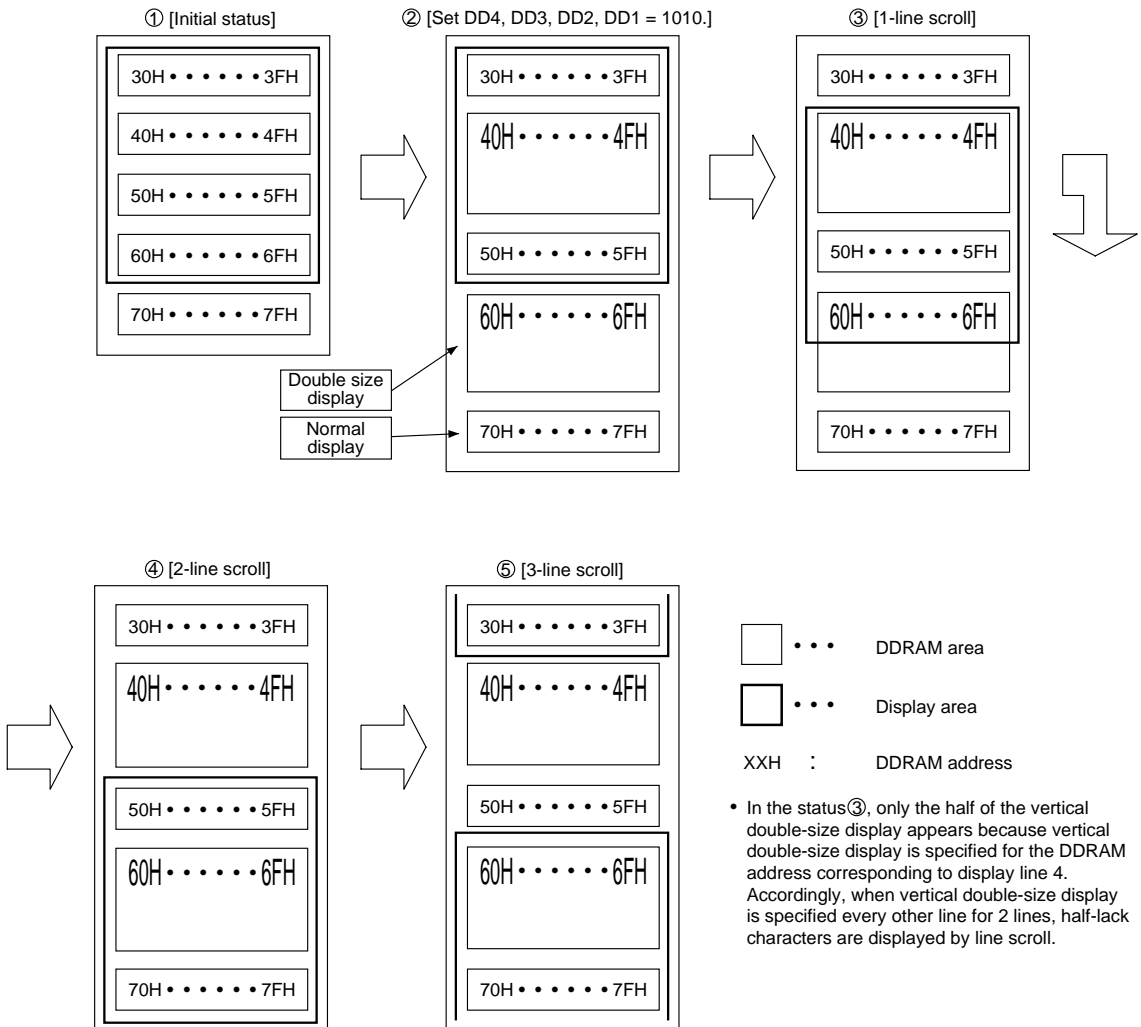 ① [Initial status]
30H • • • • • • 3FH
40H • • • • • • 4FH
50H • • • • • • 5FH
60H • • • • • • 6FH
70H • • • • • • 7FH
② [Set DD4, DD3, DD2, DD1 = 1010.]
30H • • • • • • 3FH
40H • • • • • • 4FH
50H • • • • • • 5FH
60H • • • • • • 6FH
70H • • • • • • 7FH
Double size
display
Normal
display
③ [1-line scroll]
30H • • • • • • 3FH
40H • • • • • • 4FH
50H • • • • • • 5FH
60H • • • • • • 6FH
70H • • • • • • 7FH
④ [2-line scroll]
30H • • • • • • 3FH
40H • • • • • • 4FH
50H • • • • • • 5FH
60H • • • • • • 6FH
70H • • • • • • 7FH
⑤ [3-line scroll]
30H • • • • • • 3FH
40H • • • • • • 4FH
50H • • • • • • 5FH
60H • • • • • • 6FH
70H • • • • • • 7FH
• • • DDRAM area
• • • Display area
XXH : DDRAM address
• In the status③, only the half of the vertical
double-size display appears because vertical
double-size display is specified for the DDRAM
address corresponding to display line 4.
Accordingly, when vertical double-size display
is specified every other line for 2 lines, half-lack
characters are displayed by line scroll.